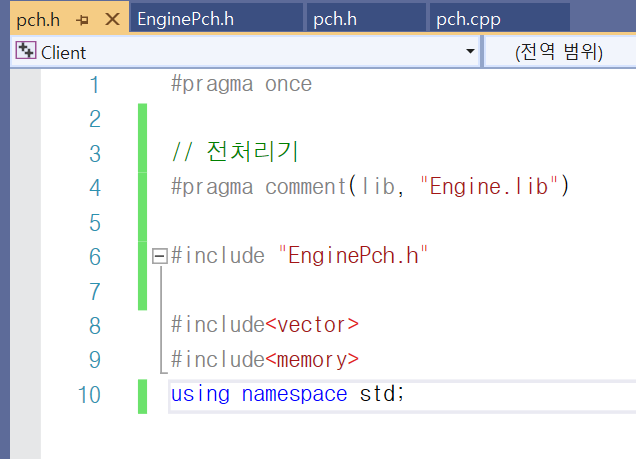 pch.h
EnginePch.h
pch.h
pch.cpp
Client
(전역 범위)
1 #pragma once
2
3 // 전처리기
4 #pragma comment(lib, "Engine.lib")
5
6 #include "EnginePch.h"
7
8 #include<vector>
9 #include<memory>
10 using namespace std;